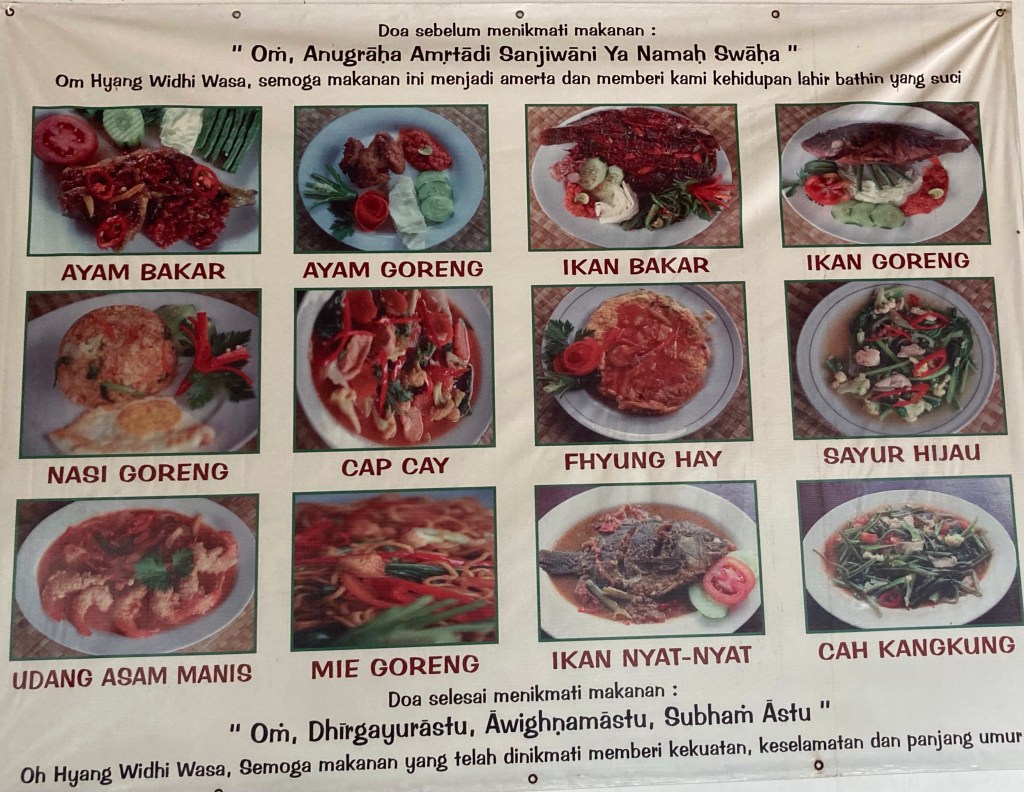 Doa sebelum menikmati makanan :
" Oṁ, Anugrāha Amṛtādi Sanjiwāni Ya Namaḥ Swāḥa "
Om Hyang Widhi Wasa, semoga makanan ini menjadi amerta dan memberi kami kehidupan lahir bathin yang suci
AYAM BAKAR
AYAM GORENG
IKAN BAKAR
IKAN GORENG
NASI GORENG
CAP CAY
FHYUNG HAY
SAYUR HIJAU
UDANG ASAM MANIS
MIE GORENG
IKAN NYAT-NYAT
CAH KANGKUNG
Doa selesai menikmati makanan :
" Oṁ, Dhīrgayurāstu, Āwighṇamāstu, Subhaṁ Āstu "
Oh Hyang Widhi Wasa, Semoga makanan yang telah dinikmati memberi kekuatan, keselamatan dan panjang umur